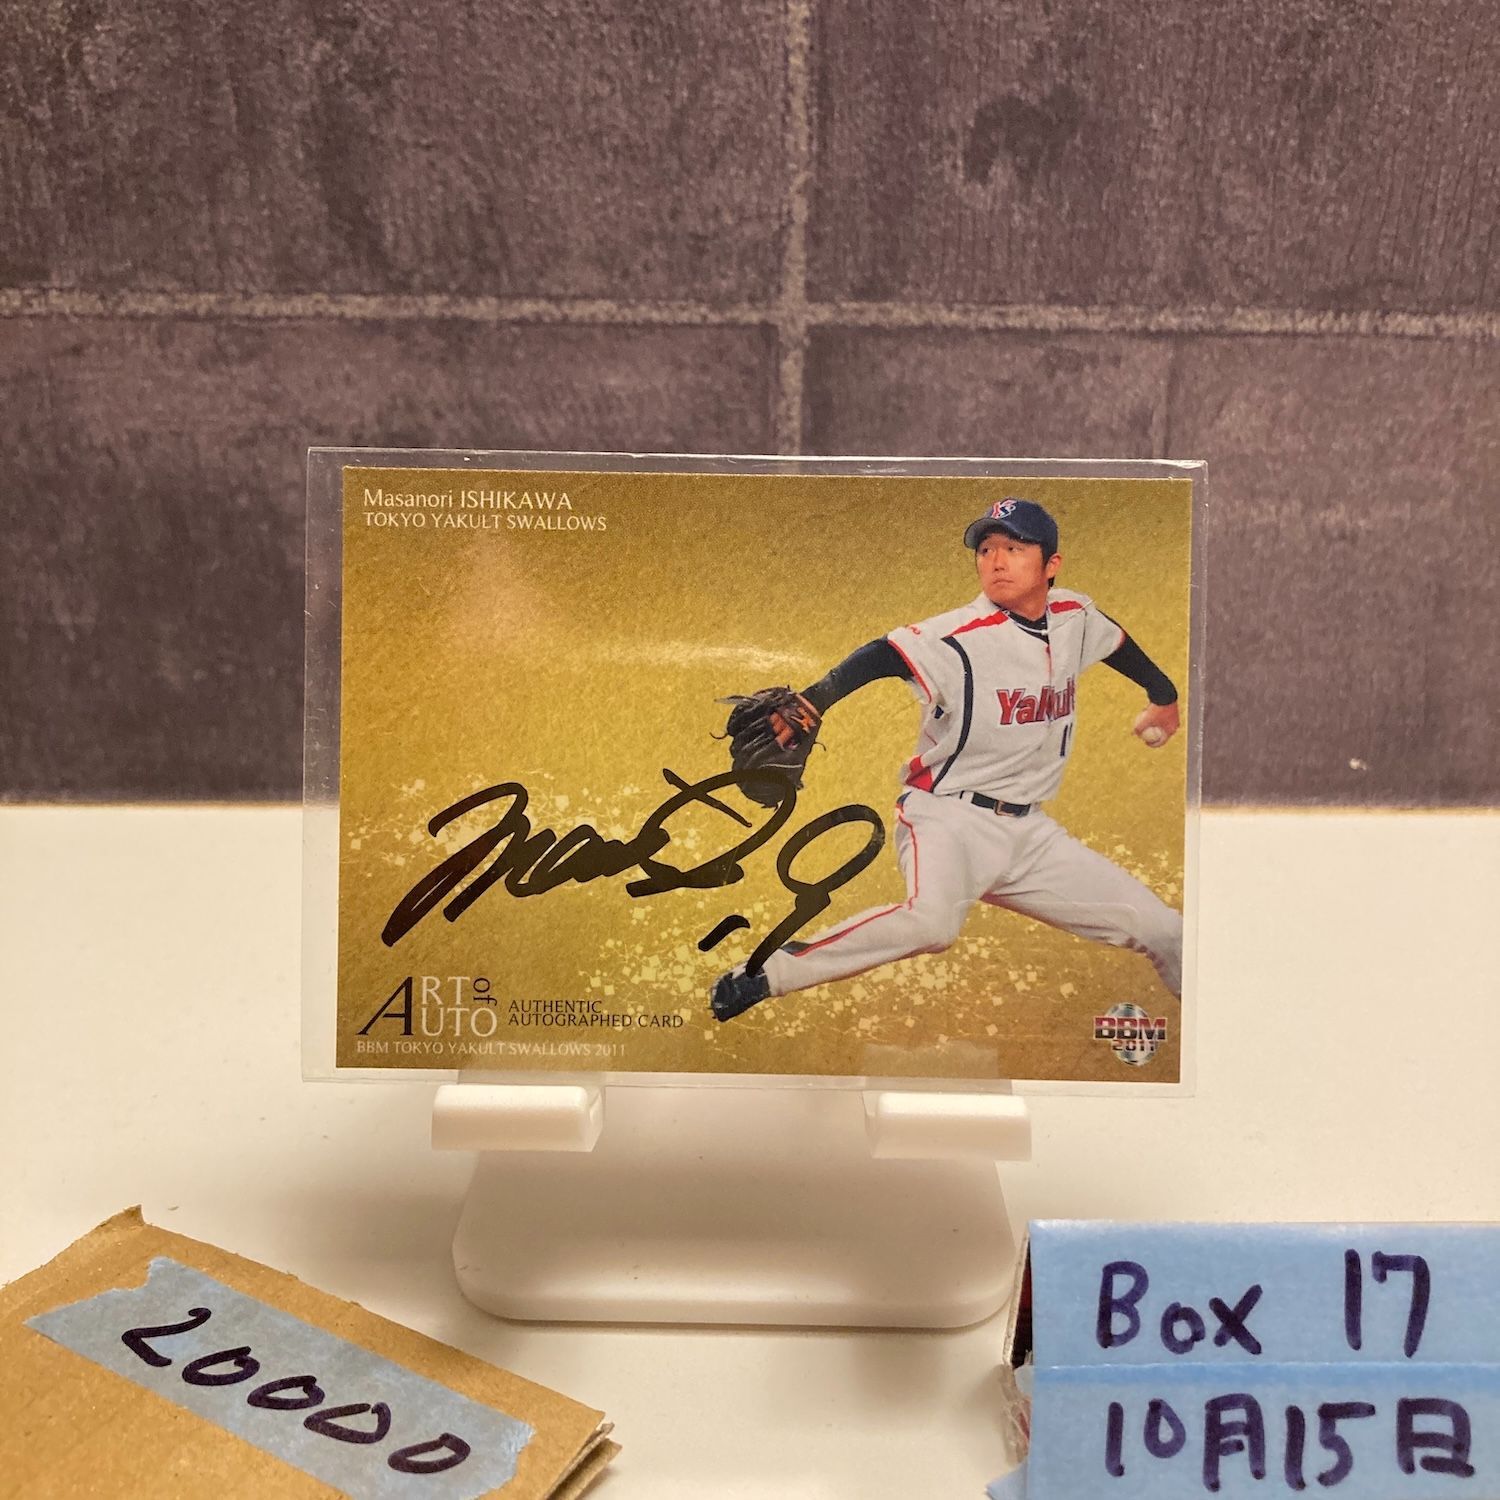 Masanori ISHIKAWA
TOKYO YAKULT SWALLOWS
Yakult
ART of AUTO
AUTHENTIC
AUTOGRAPHED CARD
BBM TOKYO YAKULT SWALLOWS 2011
BBM
2011
20000
Box 17
10月15日